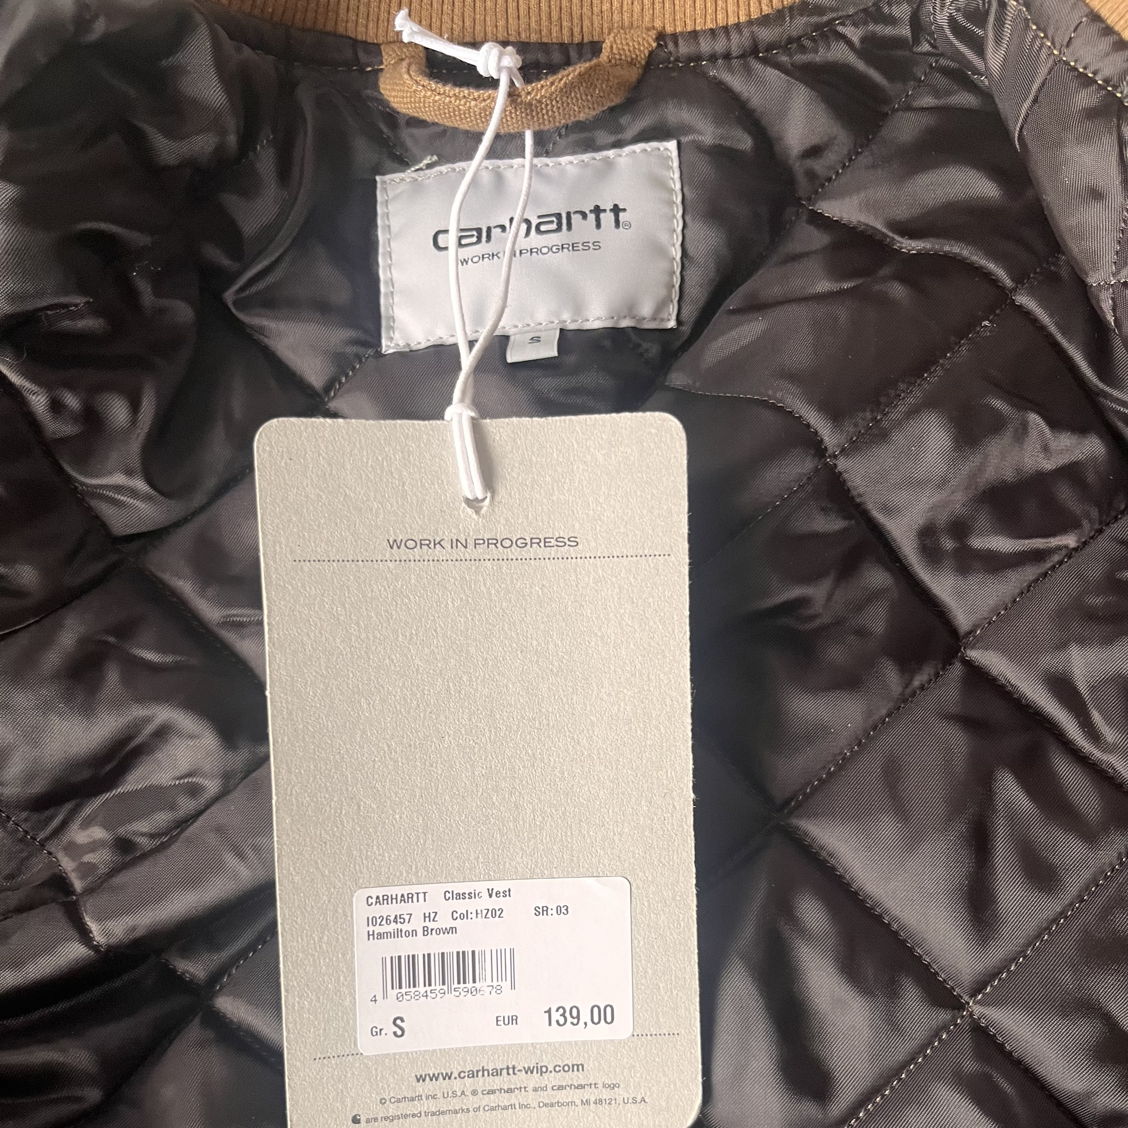 carhartt®
WORK IN PROGRESS
S
WORK IN PROGRESS
CARHARTT Classic Vest
I026457 HZ Col:HZ02 SR:03
Hamilton Brown
4 058459 590678
Gr. S EUR 139,00
www.carhartt-wip.com
© Carhartt Inc. U.S.A. ® carhartt and carhartt logo
are registered trademarks of Carhartt Inc., Dearborn, MI 48121, U.S.A.